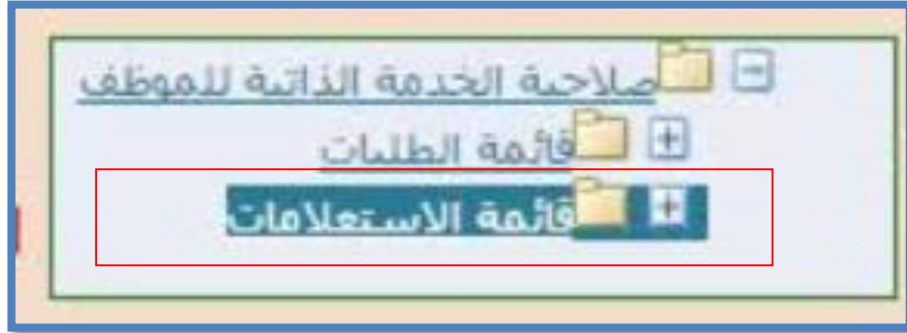 صلاحية الخدمة الذاتية للموظف
قائمة الطلبات
قائمة الاستعلامات